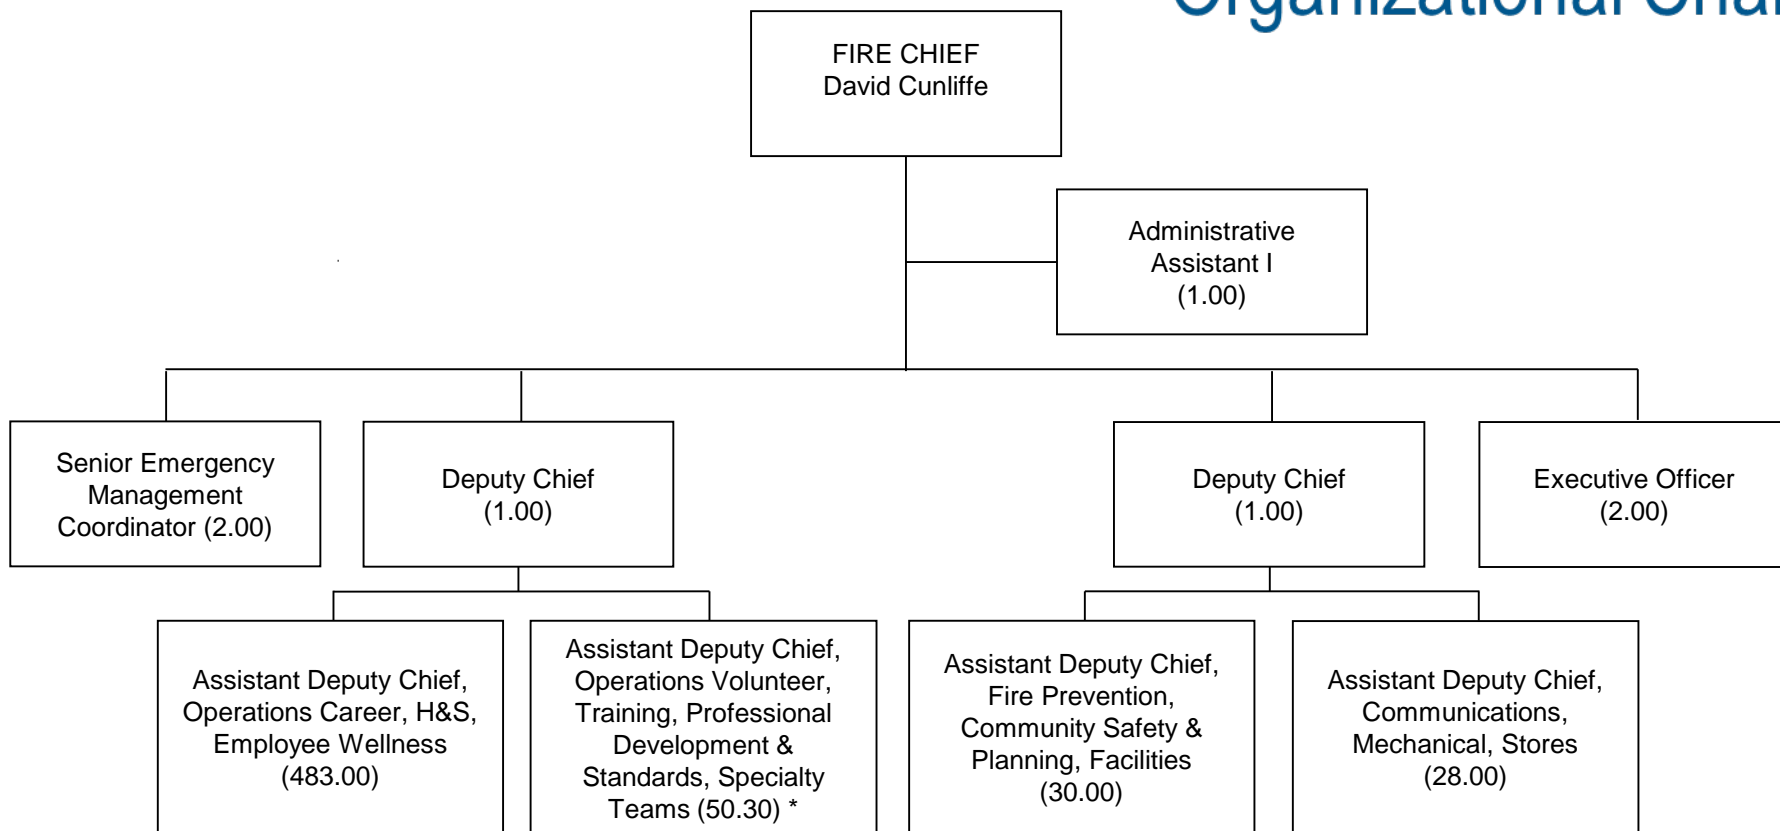 Organizational
FIRE CHIEF
David Cunliffe
Administrative
Assistant I
(1.00)
Senior Emergency
Management
Coordinator (2.00)
Deputy Chief
(1.00)
Deputy Chief
(1.00)
Executive Officer
(2.00)
Assistant Deputy Chief,
Operations Career, H&S,
Employee Wellness
(483.00)
Assistant Deputy Chief,
Operations Volunteer,
Training, Professional
Development &
Standards, Specialty
Teams (50.30) *
Assistant Deputy Chief,
Fire Prevention,
Community Safety &
Planning, Facilities
(30.00)
Assistant Deputy Chief,
Communications,
Mechanical, Stores
(28.00)